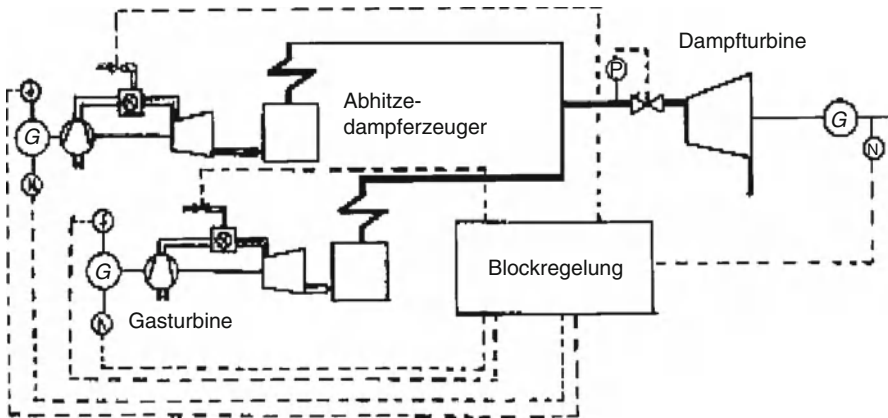 Dampfturbine
P
Abhitze-
dampferzeuger
G
G
N
N
Blockregelung
G
N
Gasturbine